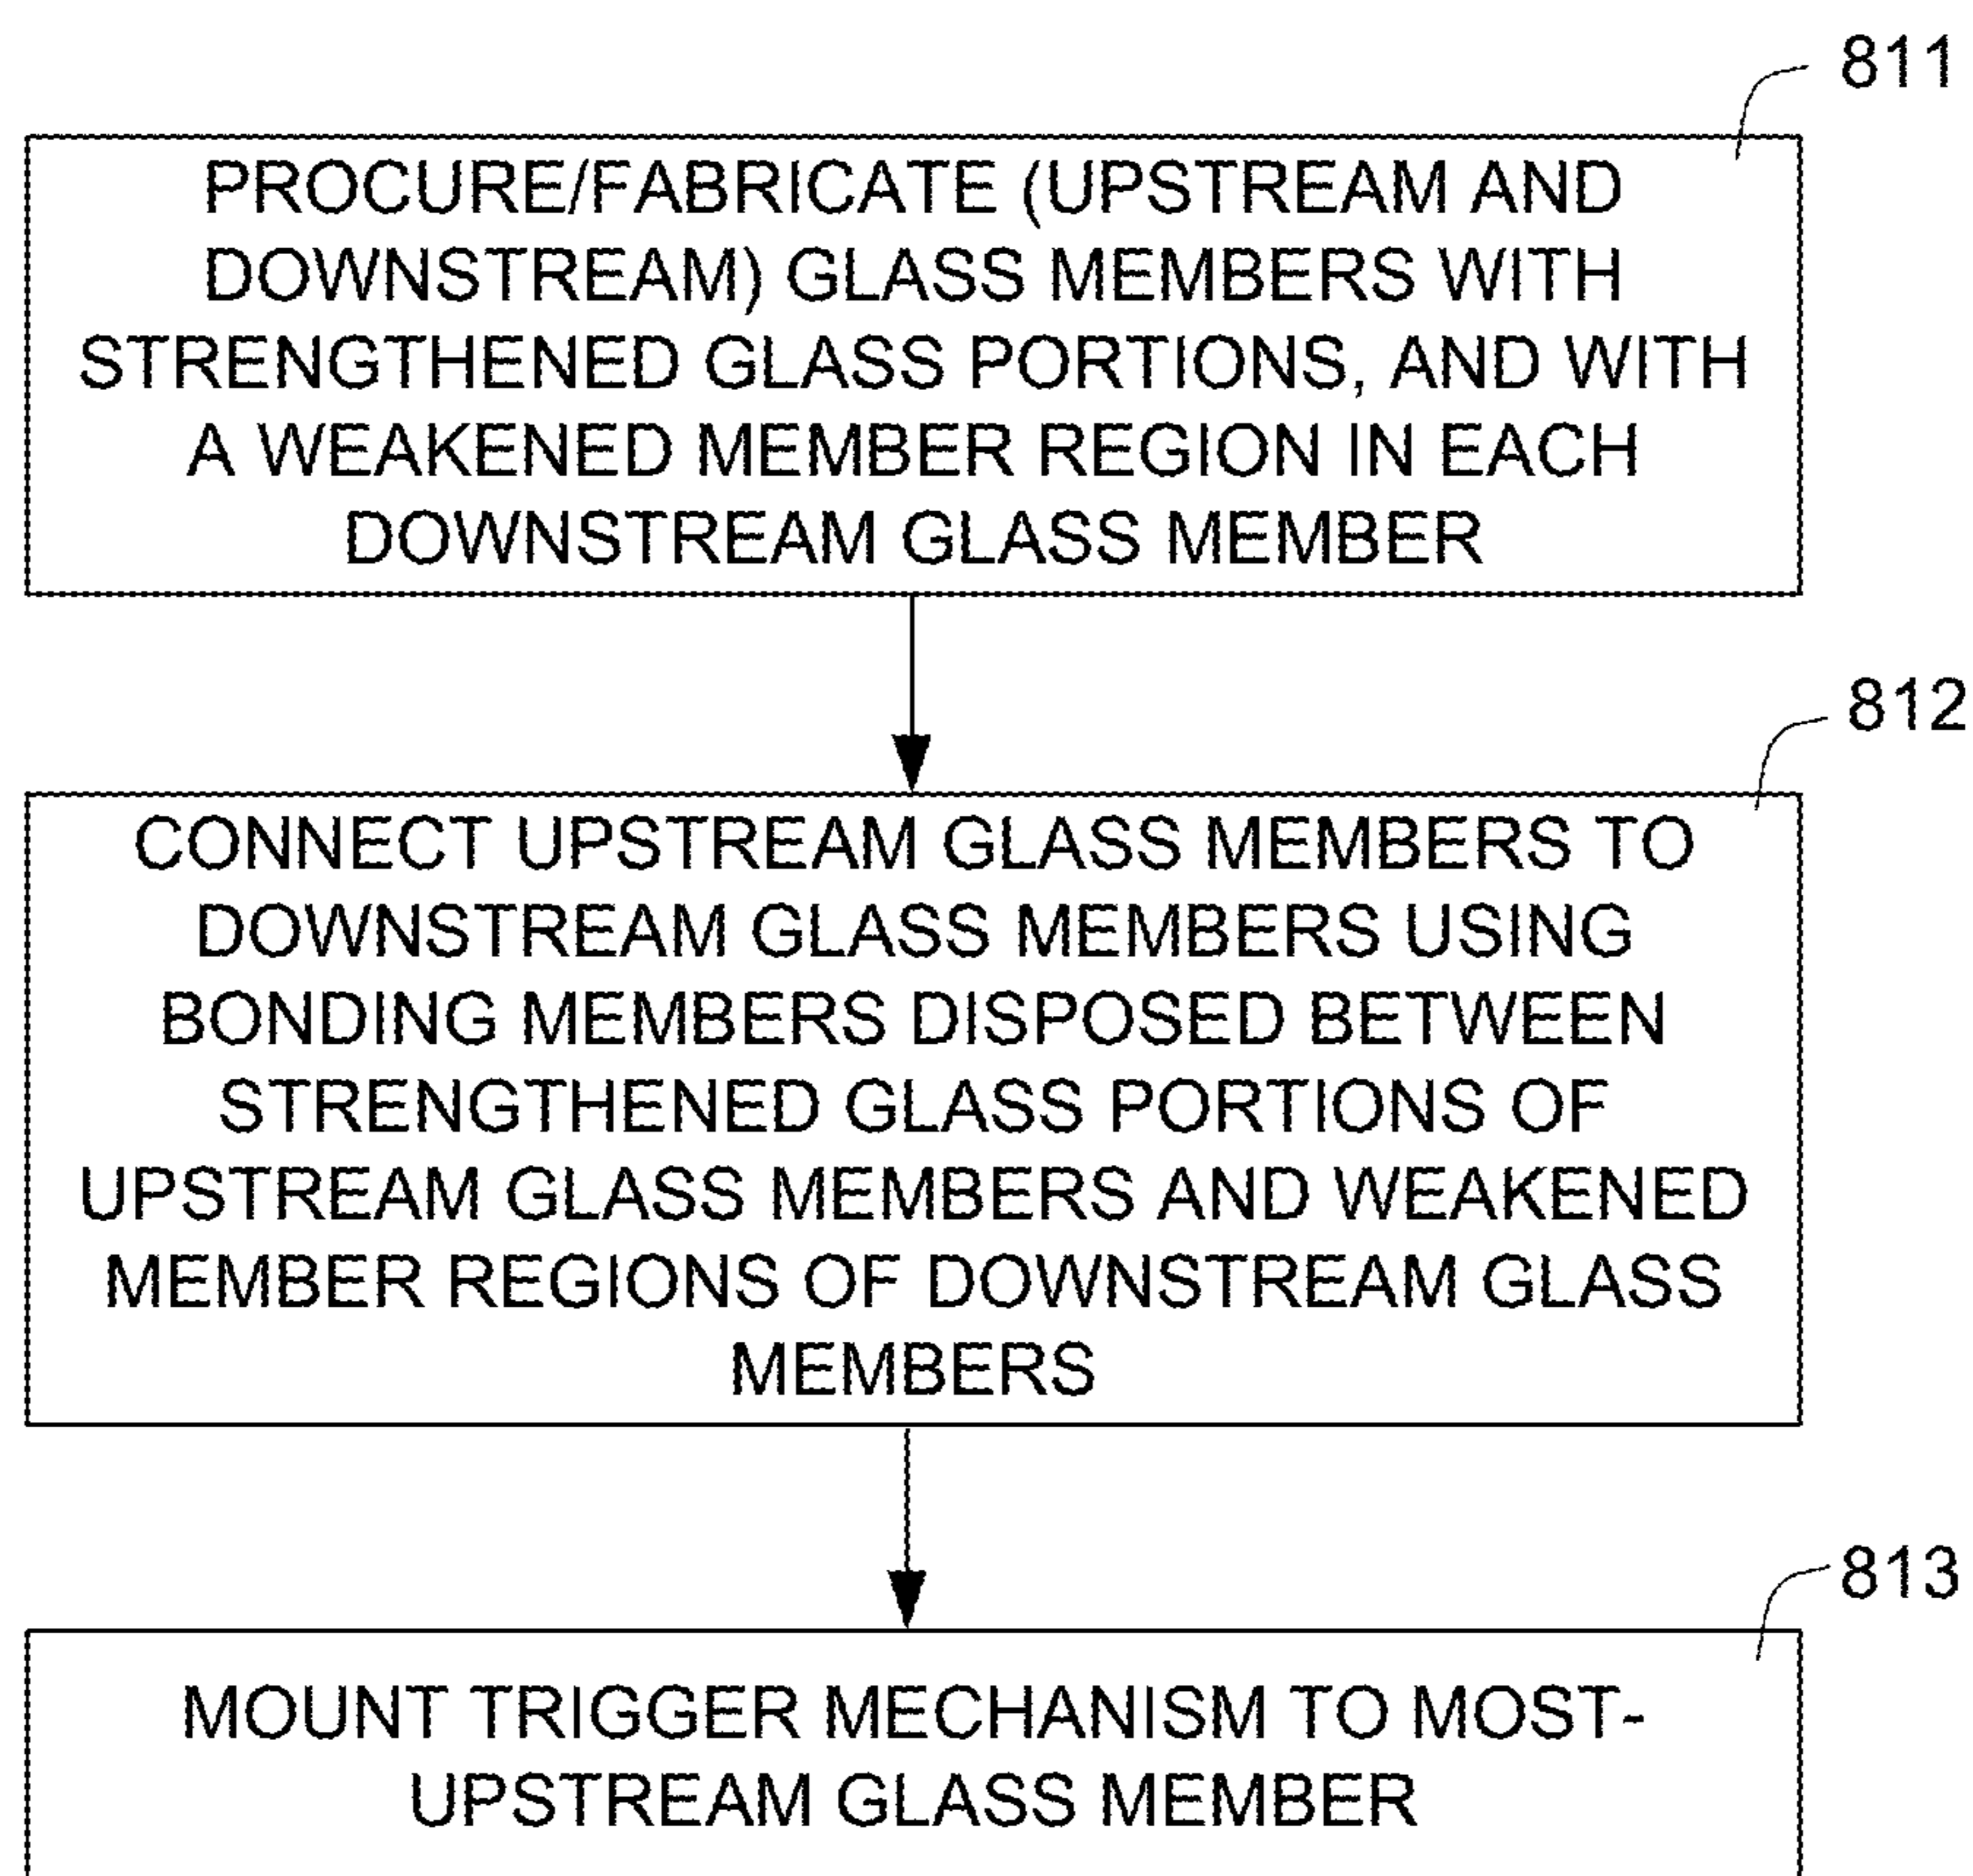 811
PROCURE/FABRICATE (UPSTREAM AND
DOWNSTREAM) GLASS MEMBERS WITH
STRENGTHENED GLASS PORTIONS, AND WITH
A WEAKENED MEMBER REGION IN EACH
DOWNSTREAM GLASS MEMBER
812
CONNECT UPSTREAM GLASS MEMBERS TO
DOWNSTREAM GLASS MEMBERS USING
BONDING MEMBERS DISPOSED BETWEEN
STRENGTHENED GLASS PORTIONS OF
UPSTREAM GLASS MEMBERS AND WEAKENED
MEMBER REGIONS OF DOWNSTREAM GLASS
MEMBERS
813
MOUNT TRIGGER MECHANISM TO MOST-
UPSTREAM GLASS MEMBER